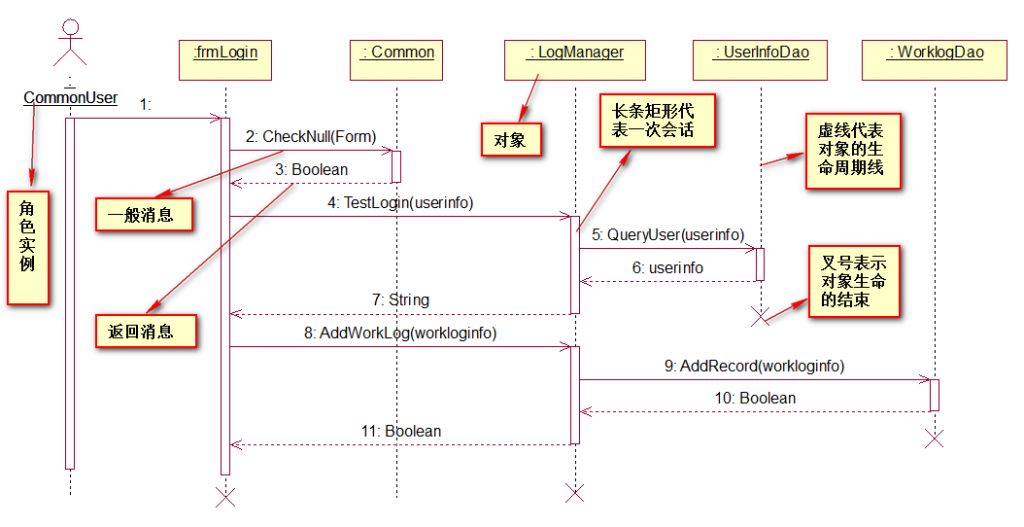 :frmLogin
: Common
: LogManager
: UserInfoDao
: WorklogDao
:
CommonUser
1:
2: CheckNull(Form)
3: Boolean
4: TestLogin(userinfo)
5: QueryUser(userinfo)
6: userinfo
7: String
8: AddWorkLog(workloginfo)
9: AddRecord(workloginfo)
10: Boolean
11: Boolean
对象
长条矩形代
表一次会话
虚线代表
对象的生
命周期线
角
色
实
例
一般消息
返回消息
叉号表示
对象生命
的结束